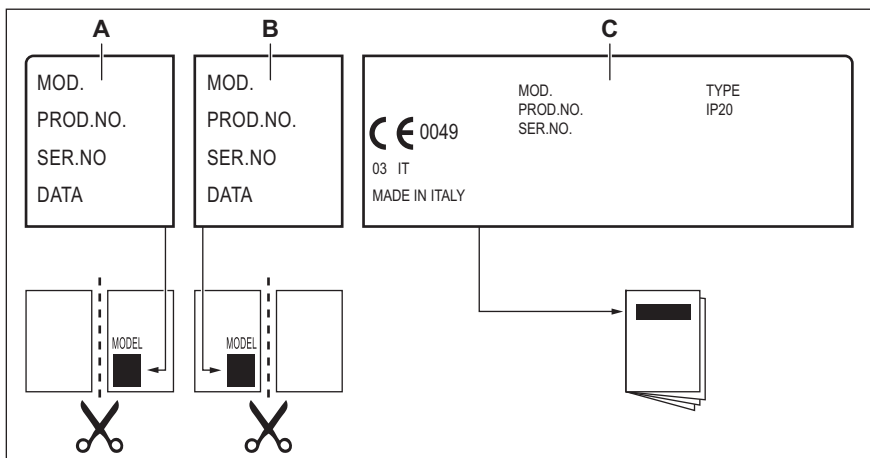 A
B
C
MOD.
PROD.NO.
SER.NO
DATA
MOD.
PROD.NO.
SER.NO
DATA
MOD.
PROD.NO.
SER.NO.
TYPE
IP20
CE 0049
03 IT
MADE IN ITALY
MODEL
MODEL